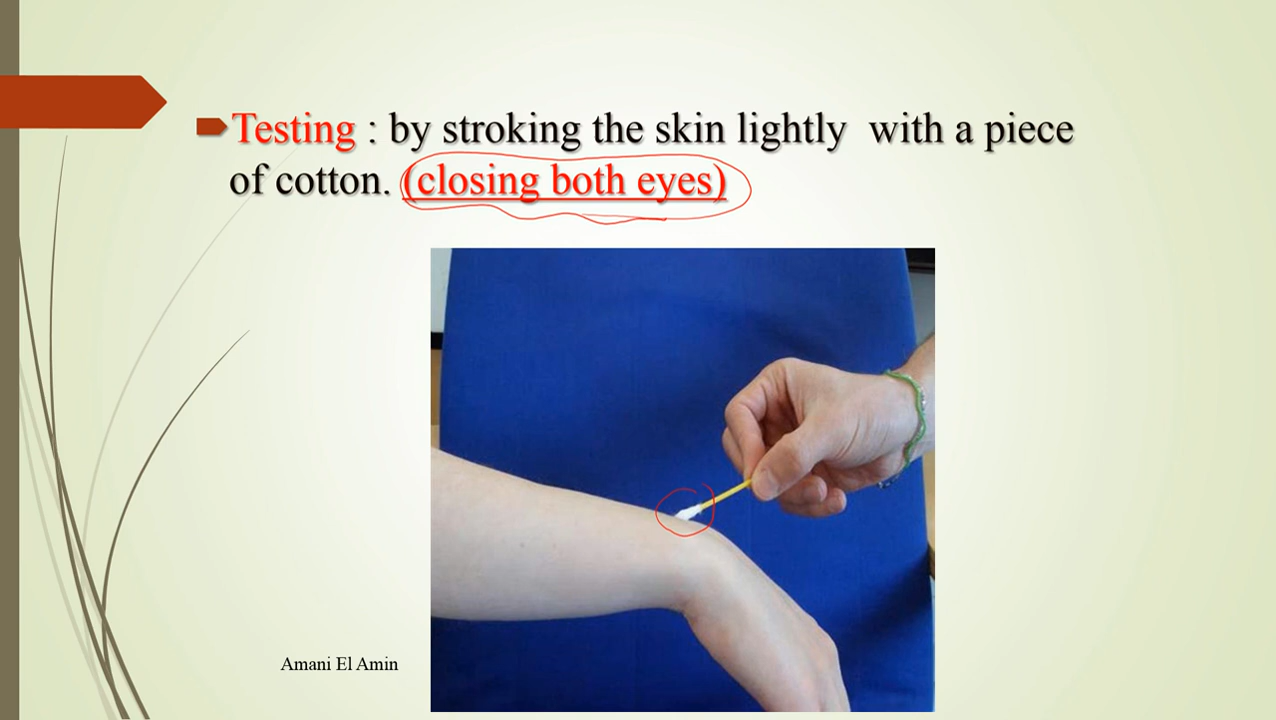 Testing : by stroking the skin lightly with a piece
of cotton. (closing both eyes)
Amani El Amin